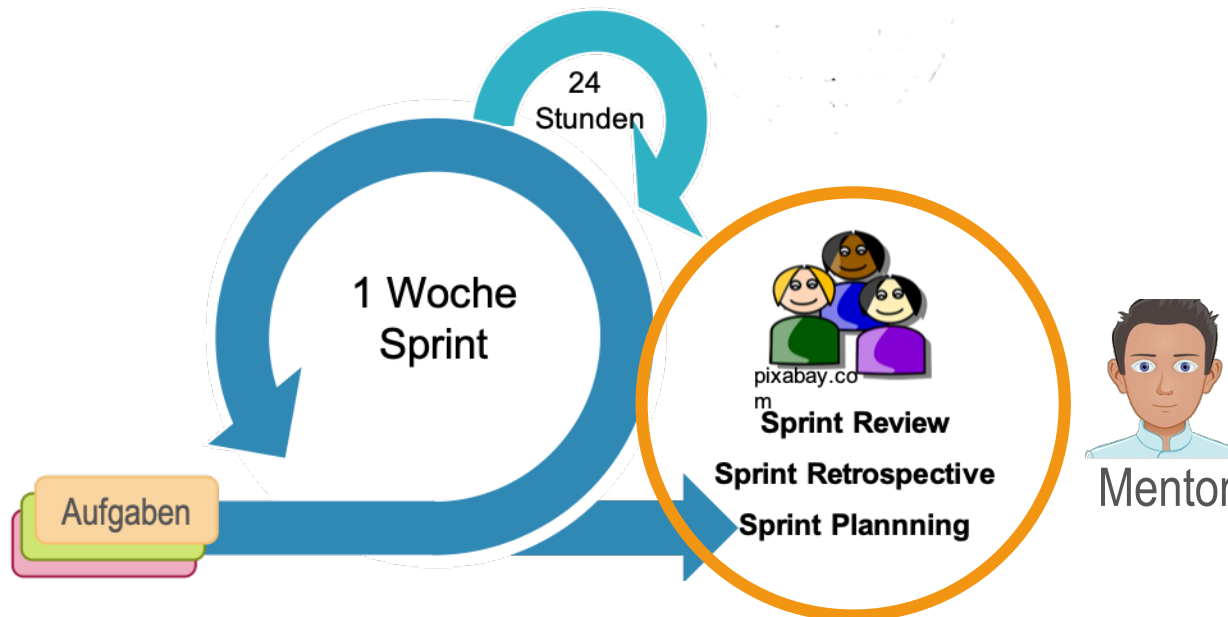 24
Stunden
1 Woche
Sprint
pixabay.co
m
Sprint Review
Sprint Retrospective
Sprint Plannning
Mentor
Aufgaben